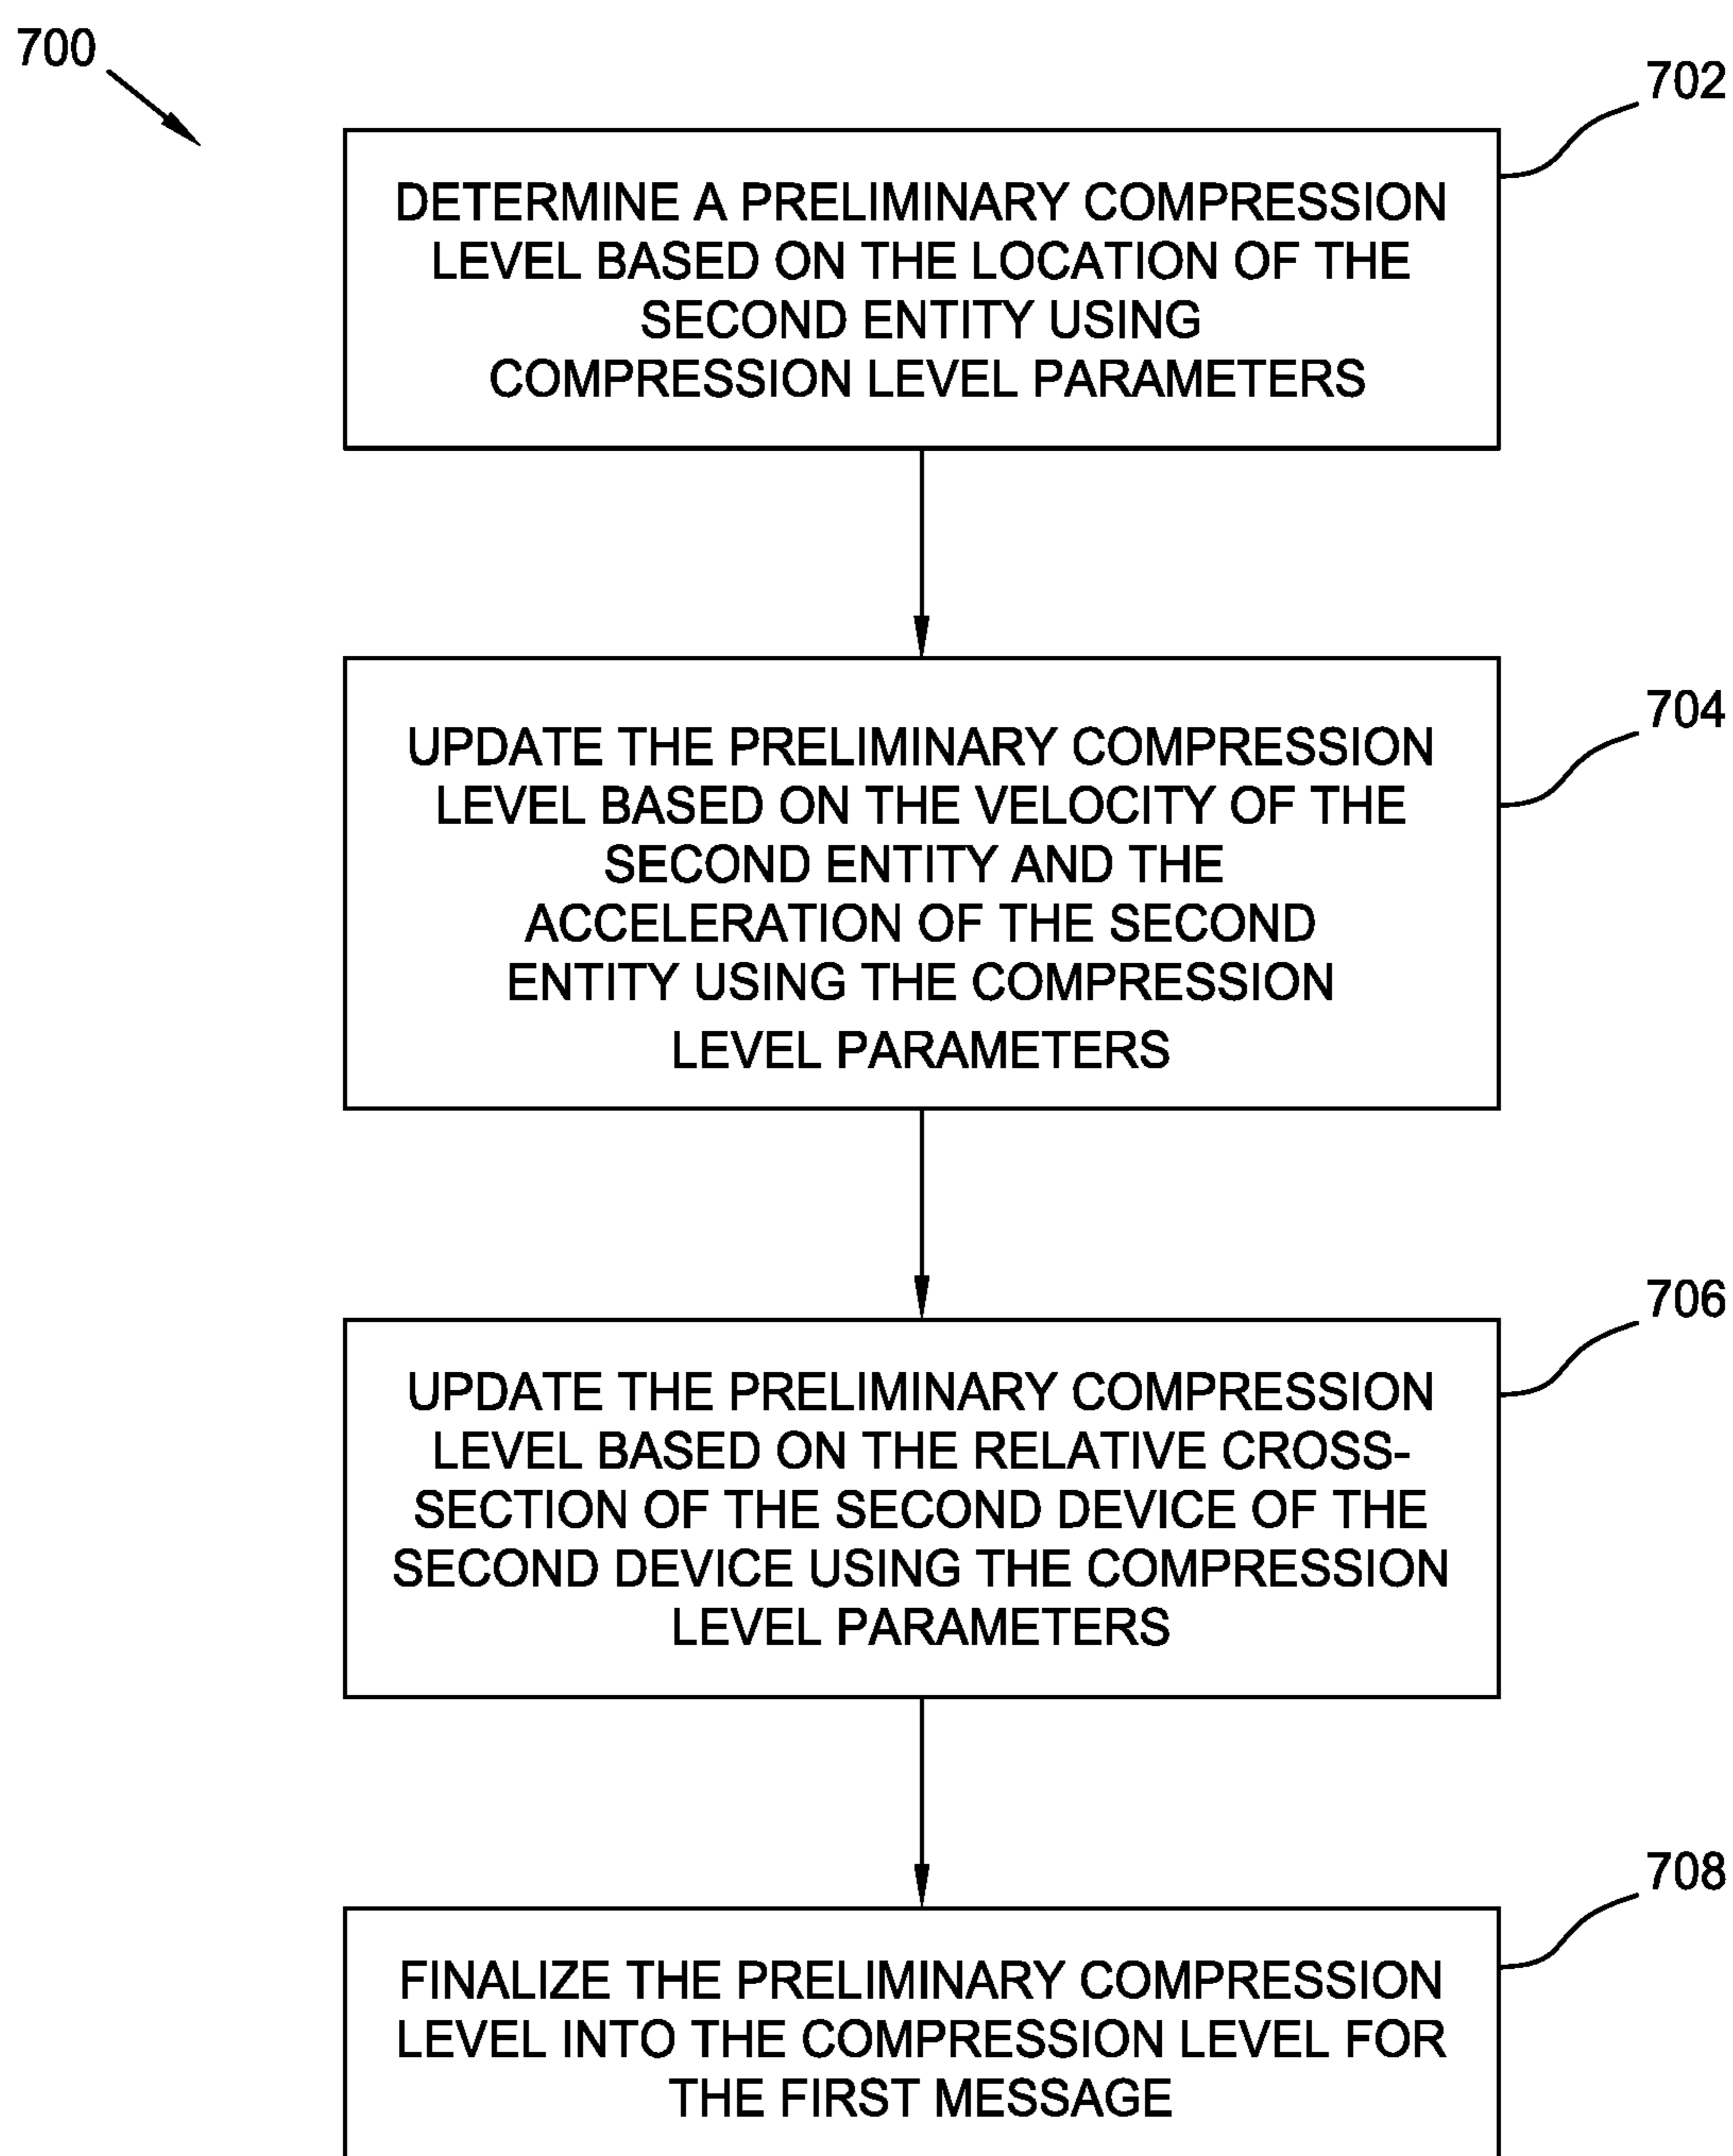 700
702
DETERMINE A PRELIMINARY COMPRESSION
LEVEL BASED ON THE LOCATION OF THE
SECOND ENTITY USING
COMPRESSION LEVEL PARAMETERS
704
UPDATE THE PRELIMINARY COMPRESSION
LEVEL BASED ON THE VELOCITY OF THE
SECOND ENTITY AND THE
ACCELERATION OF THE SECOND
ENTITY USING THE COMPRESSION
LEVEL PARAMETERS
706
UPDATE THE PRELIMINARY COMPRESSION
LEVEL BASED ON THE RELATIVE CROSS-
SECTION OF THE SECOND DEVICE OF THE
SECOND DEVICE USING THE COMPRESSION
LEVEL PARAMETERS
708
FINALIZE THE PRELIMINARY COMPRESSION
LEVEL INTO THE COMPRESSION LEVEL FOR
THE FIRST MESSAGE